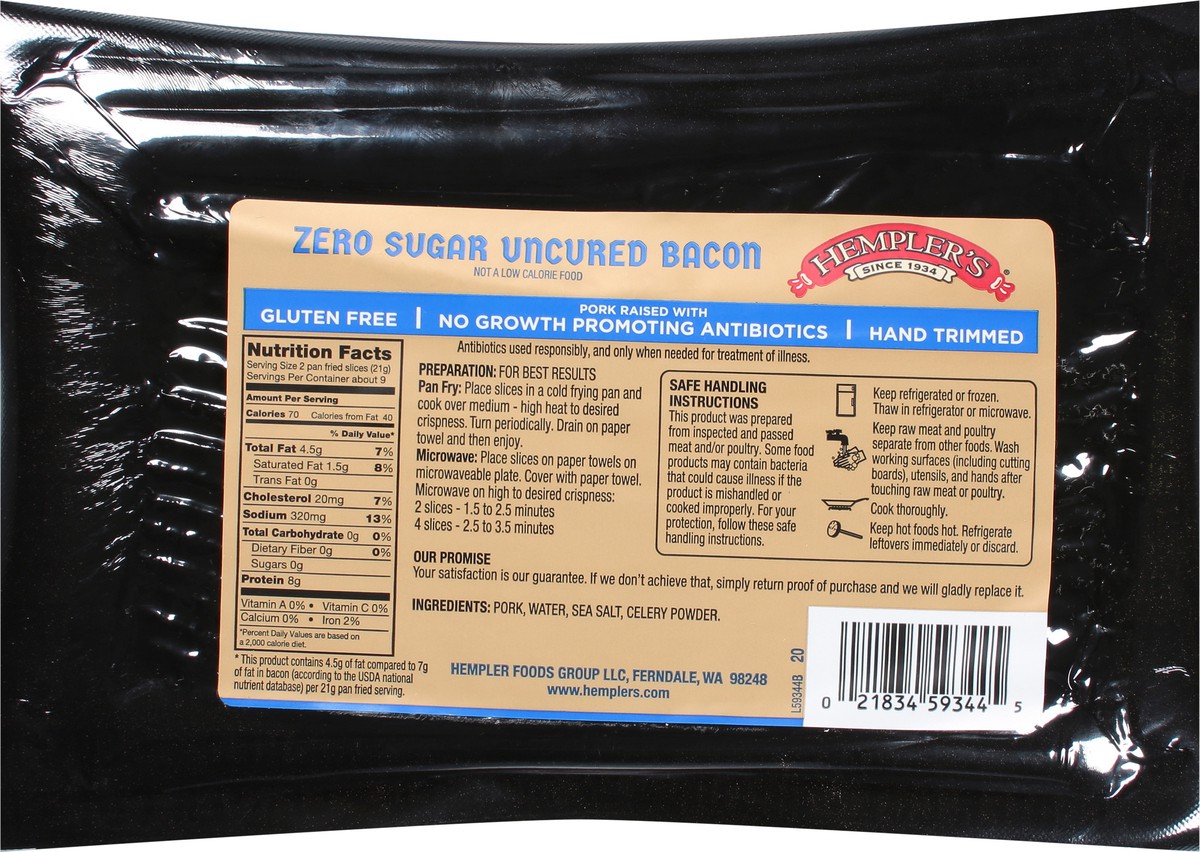 ZERO SUGAR UNCURED BACON
NOT A LOW CALORIE FOOD
HEMPLER'S®
SINCE 1934
GLUTEN FREE | PORK RAISED WITH NO GROWTH PROMOTING ANTIBIOTICS | HAND TRIMMED
Antibiotics used responsibly, and only when needed for treatment of illness.
Nutrition Facts
Serving Size 2 pan fried slices (21g)
Servings Per Container about 9
Amount Per Serving
Calories 70 Calories from Fat 40
% Daily Value*
Total Fat 4.5g 7%
Saturated Fat 1.5g 8%
Trans Fat 0g
Cholesterol 20mg 7%
Sodium 320mg 13%
Total Carbohydrate 0g 0%
Dietary Fiber 0g 0%
Sugars 0g
Protein 8g
Vitamin A 0% • Vitamin C 0%
Calcium 0% • Iron 2%
*Percent Daily Values are based on
a 2,000 calorie diet.
* This product contains 4.5g of fat compared to 7g
of fat in bacon (according to the USDA national
nutrient database) per 21g pan fried serving.
PREPARATION: FOR BEST RESULTS
Pan Fry: Place slices in a cold frying pan and
cook over medium - high heat to desired
crispness. Turn periodically. Drain on paper
towel and then enjoy.
Microwave: Place slices on paper towels on
microwaveable plate. Cover with paper towel.
Microwave on high to desired crispness:
2 slices - 1.5 to 2.5 minutes
4 slices - 2.5 to 3.5 minutes
SAFE HANDLING
INSTRUCTIONS
This product was prepared
from inspected and passed
meat and/or poultry. Some food
products may contain bacteria
that could cause illness if the
product is mishandled or
cooked improperly. For your
protection, follow these safe
handling instructions.
Keep refrigerated or frozen.
Thaw in refrigerator or microwave.
Keep raw meat and poultry
separate from other foods. Wash
working surfaces (including cutting
boards), utensils, and hands after
touching raw meat or poultry.
Cook thoroughly.
Keep hot foods hot. Refrigerate
leftovers immediately or discard.
OUR PROMISE
Your satisfaction is our guarantee. If we don't achieve that, simply return proof of purchase and we will gladly replace it.
INGREDIENTS: PORK, WATER, SEA SALT, CELERY POWDER.
HEMPLER FOODS GROUP LLC, FERNDALE, WA 98248
www.hemplers.com
L59344B 20
0 21834 59344 5